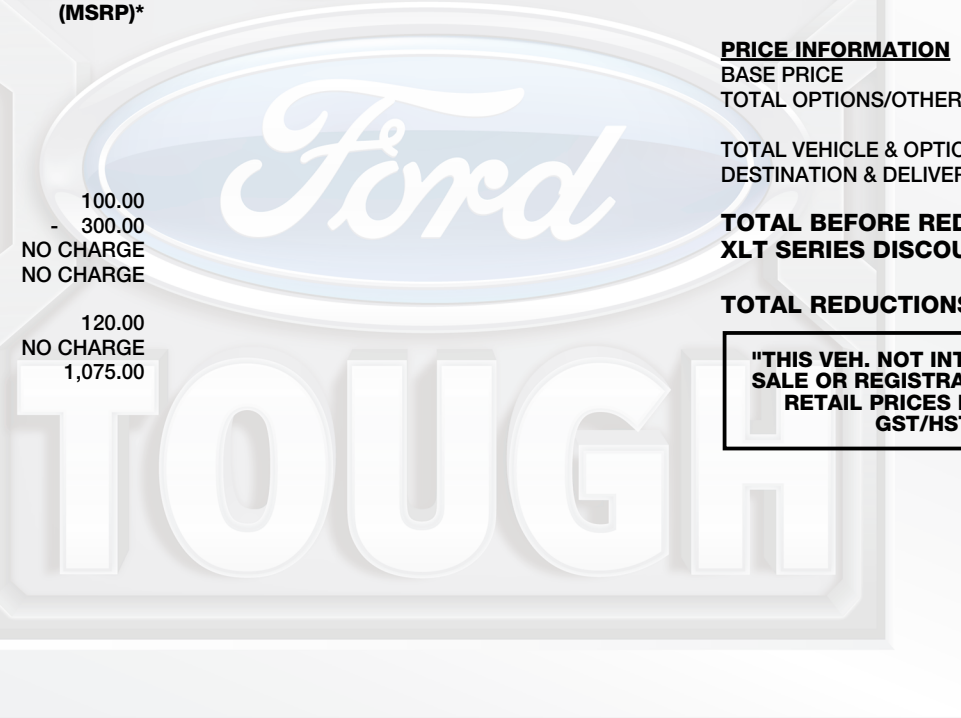 (MSRP)*
100.00
- 300.00
NO CHARGE
NO CHARGE
120.00
NO CHARGE
1,075.00
Ford
TOUGH
PRICE INFORMATION
BASE PRICE
TOTAL OPTIONS/OTHER
TOTAL VEHICLE & OPTIO
DESTINATION & DELIVER
TOTAL BEFORE RED
XLT SERIES DISCOU
TOTAL REDUCTIONS
"THIS VEH. NOT INT
SALE OR REGISTRA
RETAIL PRICES
GST/HST